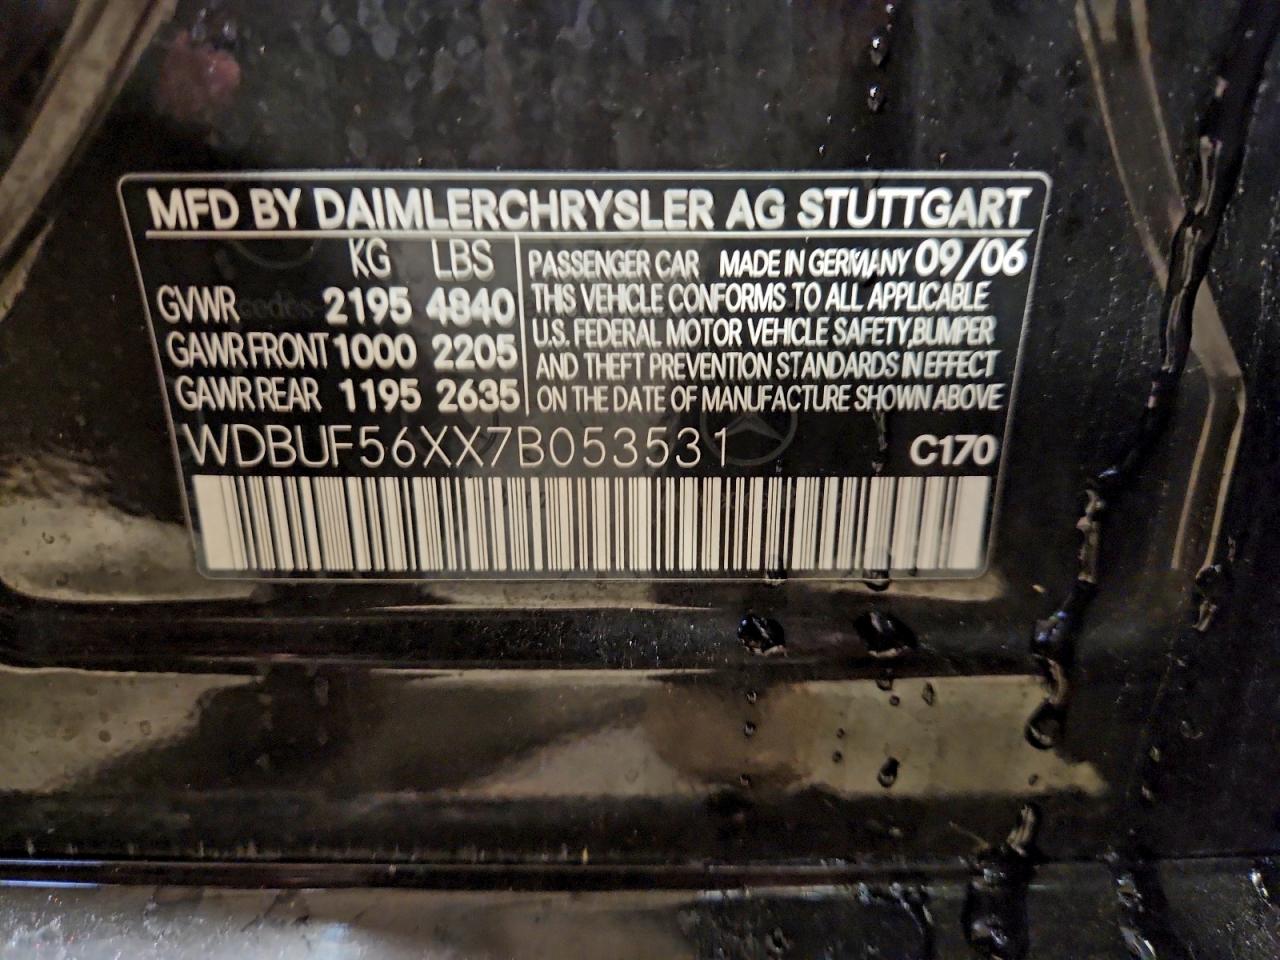 MFD BY DAIMLERCHRYSLER AG STUTTGART
KG LBS
GVWR 2195 4840
GAWR FRONT 1000 2205
GAWR REAR 1195 2635
PASSENGER CAR MADE IN GERMANY 09/06
THIS VEHICLE CONFORMS TO ALL APPLICABLE
U.S. FEDERAL MOTOR VEHICLE SAFETY, BUMPER
AND THEFT PREVENTION STANDARDS IN EFFECT
ON THE DATE OF MANUFACTURE SHOWN ABOVE
WDBUF56XX7B053531 C170